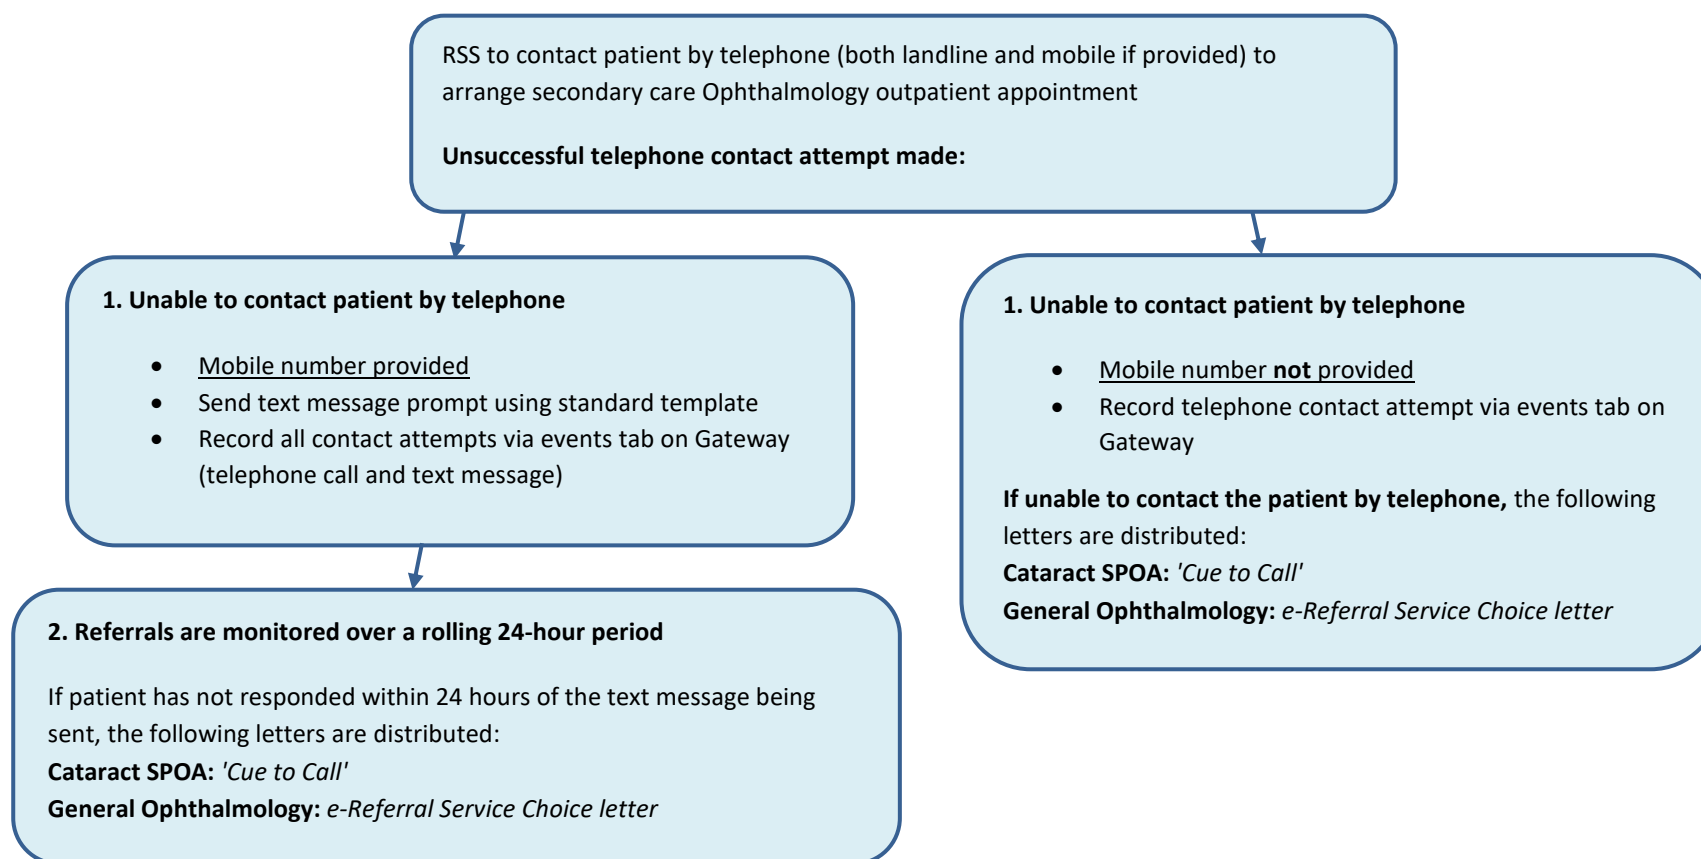 RSS to contact patient by telephone (both landline and mobile if provided) to
arrange secondary care Ophthalmology outpatient appointment
Unsuccessful telephone contact attempt made:
1. Unable to contact patient by telephone
• Mobile number provided
• Send text message prompt using standard template
• Record all contact attempts via events tab on Gateway
(telephone call and text message)
2. Referrals are monitored over a rolling 24-hour period
If patient has not responded within 24 hours of the text message being
sent, the following letters are distributed:
Cataract SPOA: 'Cue to Call'
General Ophthalmology: e-Referral Service Choice letter
1. Unable to contact patient by telephone
• Mobile number not provided
• Record telephone contact attempt via events tab on
Gateway
If unable to contact the patient by telephone, the following
letters are distributed:
Cataract SPOA: 'Cue to Call'
General Ophthalmology: e-Referral Service Choice letter